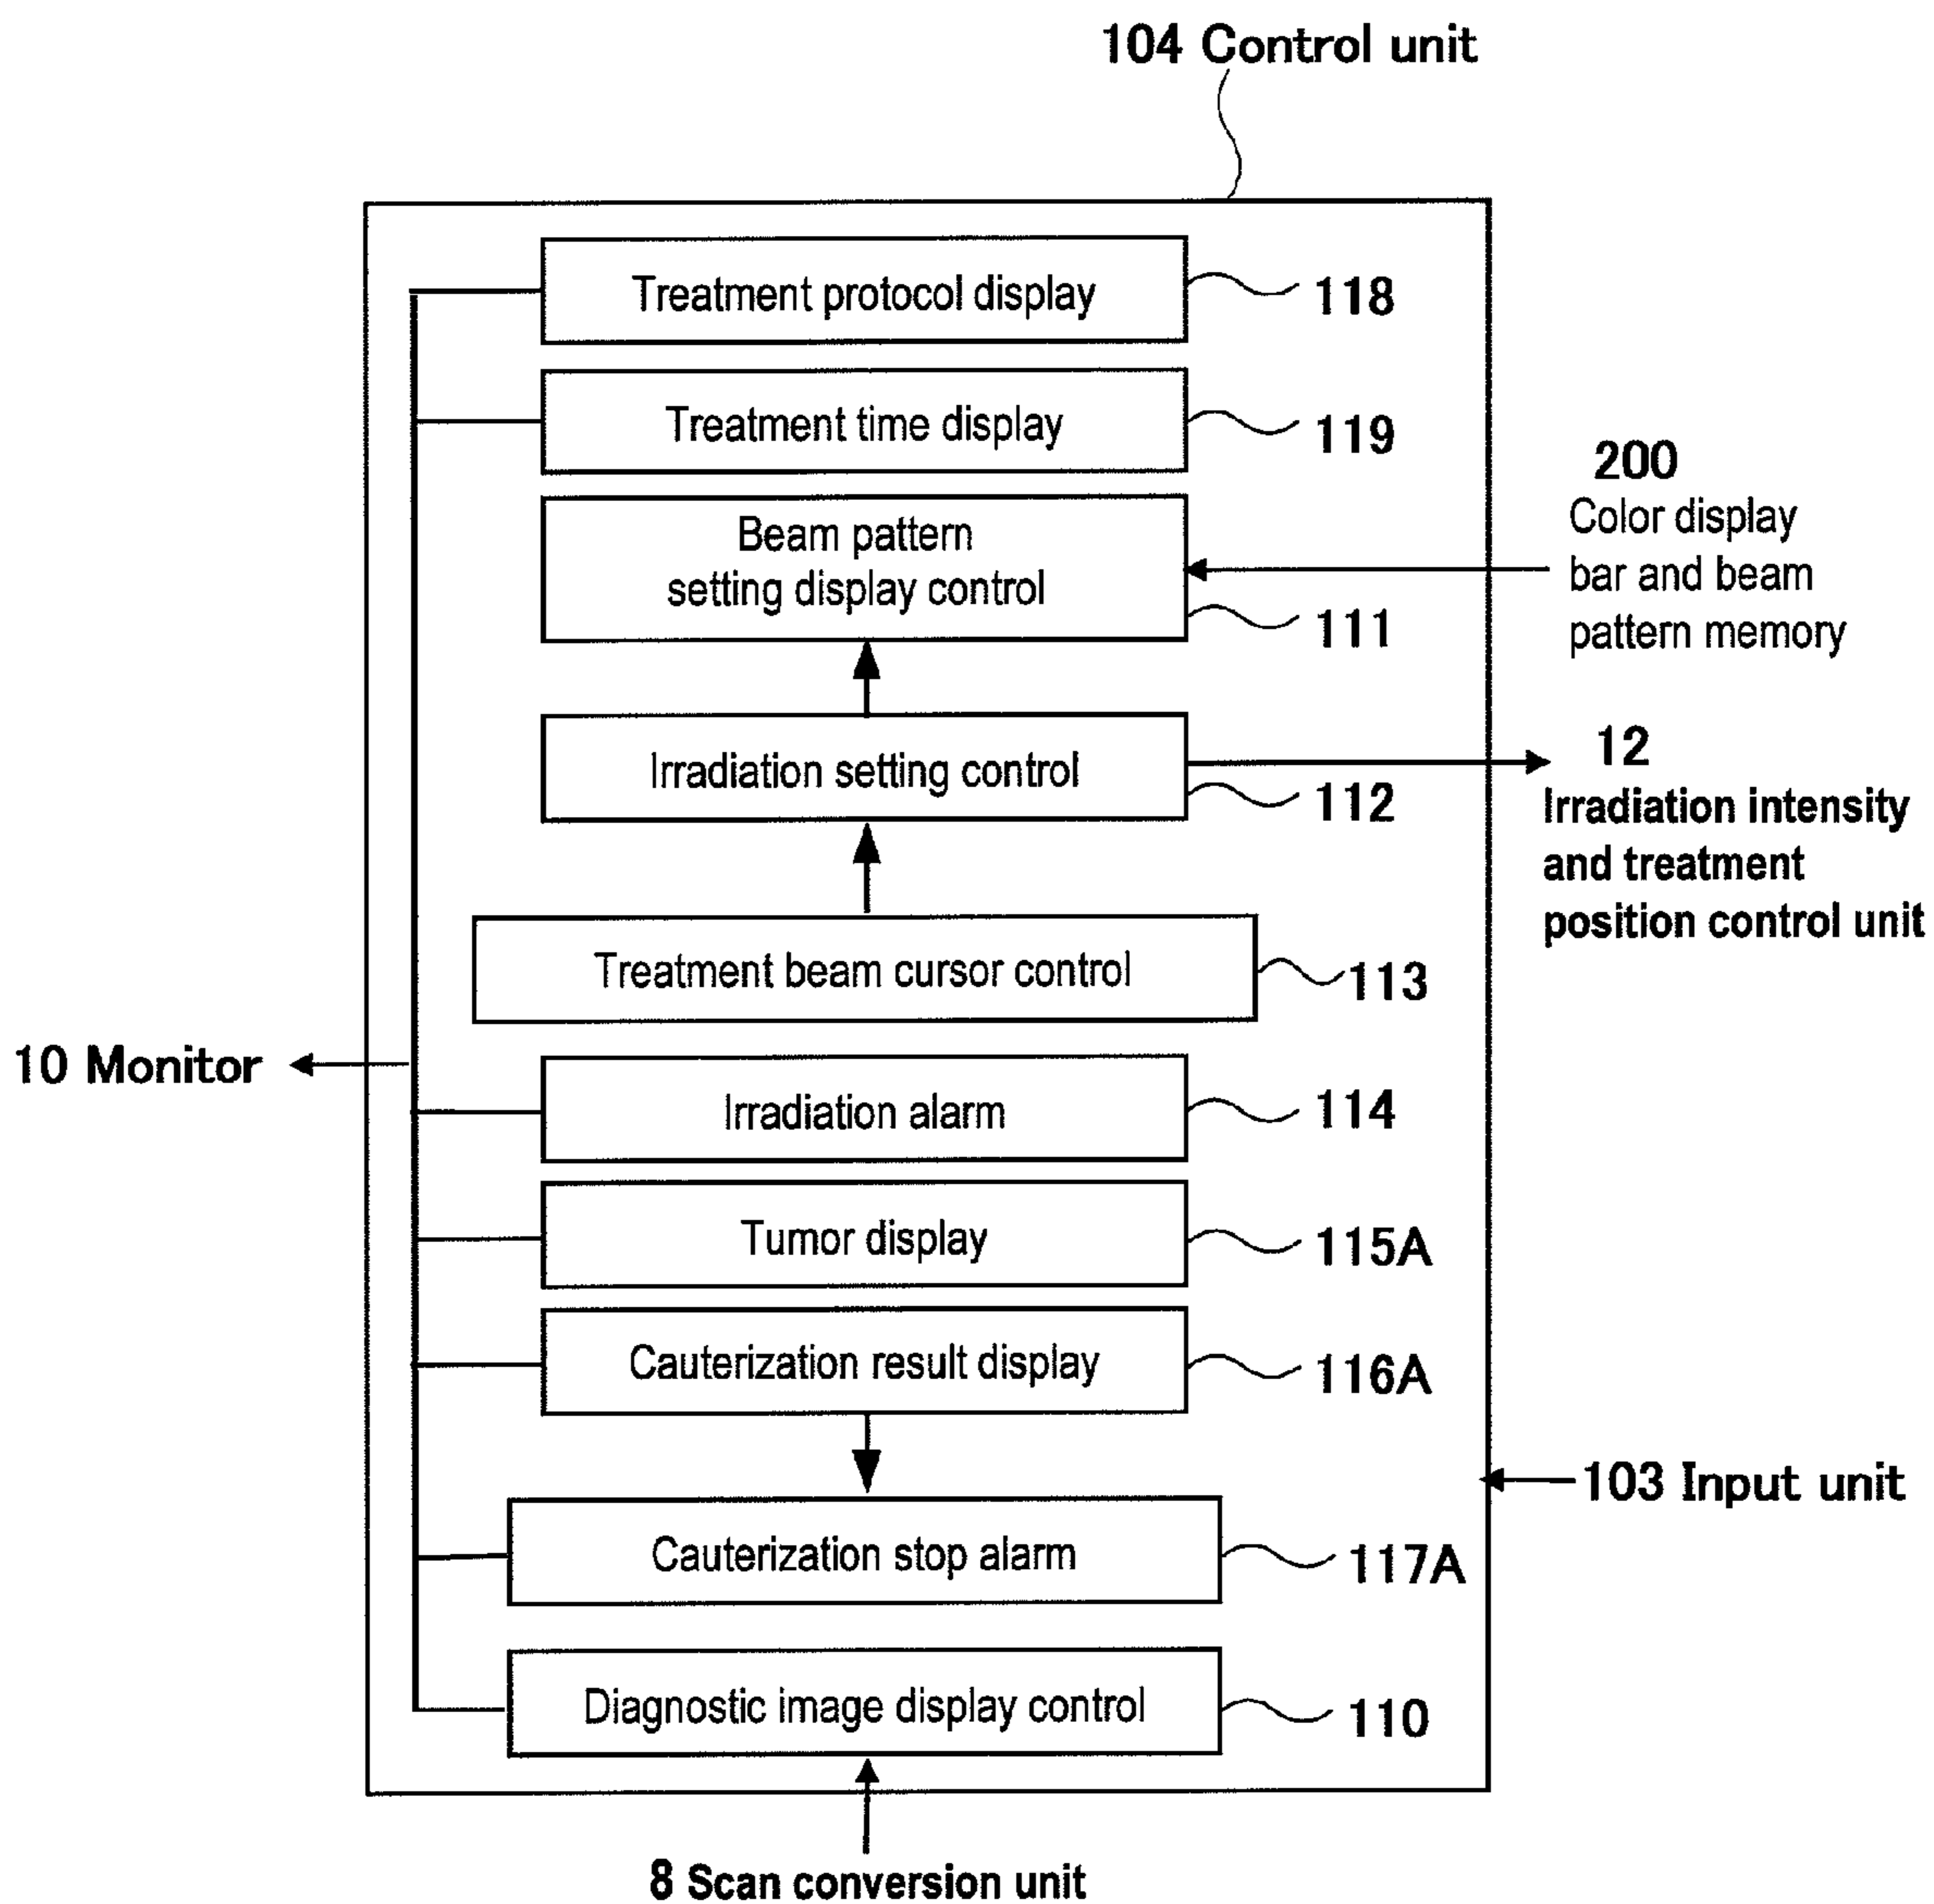 104 Control unit
Treatment protocol display
118
Treatment time display
119
Beam pattern
setting display control
111
200
Color display
bar and beam
pattern memory
Irradiation setting control
112
12
Irradiation intensity
and treatment
position control unit
Treatment beam cursor control
113
10 Monitor
Irradiation alarm
114
Tumor display
115A
Cauterization result display
116A
103 Input unit
Cauterization stop alarm
117A
Diagnostic image display control
110
8 Scan conversion unit